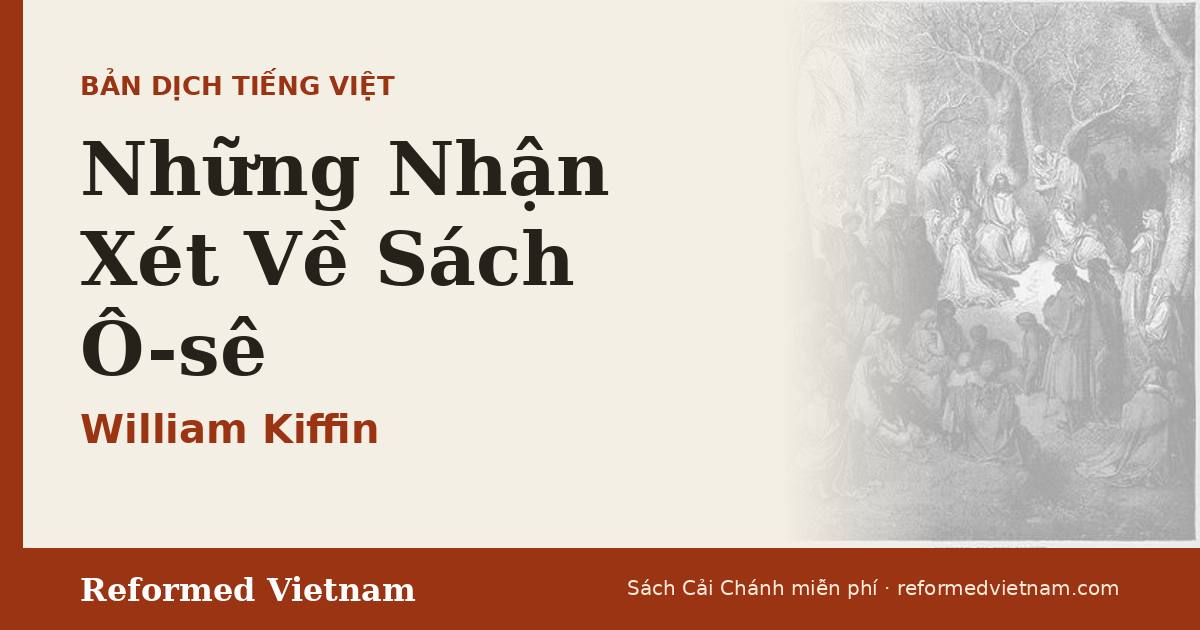 BẢN DỊCH TIẾNG VIỆT
Những Nhận
Xét Về Sách
Ô-sê
William Kiffin
Reformed Vietnam
Sách Cải Chánh miễn phí · reformedvietnam.com